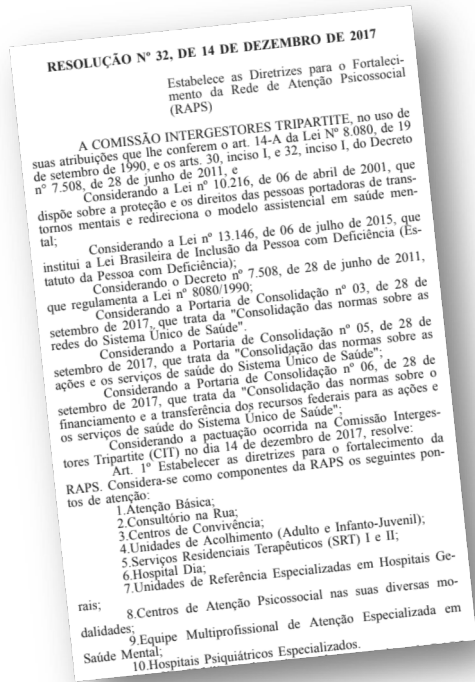 RESOLUÇÃO Nº 32, DE 14 DE DEZEMBRO DE 2017
Estabelece as Diretrizes para o Fortaleci-
mento da Rede de Atenção Psicossocial
(RAPS)
A COMISSÃO INTERGESTORES TRIPARTITE, no uso de
suas atribuições que lhe conferem o art. 14-A da Lei Nº 8.080, de 19
de setembro de 1990, e os arts. 30, inciso I, e 32, inciso I, do Decreto
nº 7.508, de 28 de junho de 2011, e
Considerando a Lei nº 10.216, de 06 de abril de 2001, que
dispõe sobre a proteção e os direitos das pessoas portadoras de trans-
tornos mentais e redireciona o modelo assistencial em saúde men-
tal;
Considerando a Lei nº 13.146, de 06 de julho de 2015, que
institui a Lei Brasileira de Inclusão da Pessoa com Deficiência (Es-
tatuto da Pessoa com Deficiência);
Considerando o Decreto nº 7.508, de 28 de junho de 2011,
que regulamenta a Lei nº 8080/1990;
Considerando a Portaria de Consolidação nº 03, de 28 de
setembro de 2017, que trata da "Consolidação das normas sobre as
redes do Sistema Único de Saúde".
Considerando a Portaria de Consolidação nº 05, de 28 de
setembro de 2017, que trata da "Consolidação das normas sobre as
ações e os serviços de saúde do Sistema Único de Saúde";
Considerando a Portaria de Consolidação nº 06, de 28 de
setembro de 2017, que trata da "Consolidação das normas sobre o
financiamento e a transferência dos recursos federais para as ações e
os serviços de saúde do Sistema Único de Saúde";
Considerando a pactuação ocorrida na Comissão Interges-
tores Tripartite (CIT) no dia 14 de dezembro de 2017, resolve:
Art. 1º Estabelecer as diretrizes para o fortalecimento da
RAPS. Considera-se como componentes da RAPS os seguintes pon-
tos de atenção:
1.Atenção Básica;
2.Consultório na Rua;
3.Centros de Convivência;
4.Unidades de Acolhimento (Adulto e Infanto-Juvenil);
5.Serviços Residenciais Terapêuticos (SRT) I e II;
6.Hospital Dia;
7.Unidades de Referência Especializadas em Hospitais Ge-
rais;
8.Centros de Atenção Psicossocial nas suas diversas mo-
dalidades;
9.Equipe Multiprofissional de Atenção Especializada em
Saúde Mental;
10.Hospitais Psiquiátricos Especializados.